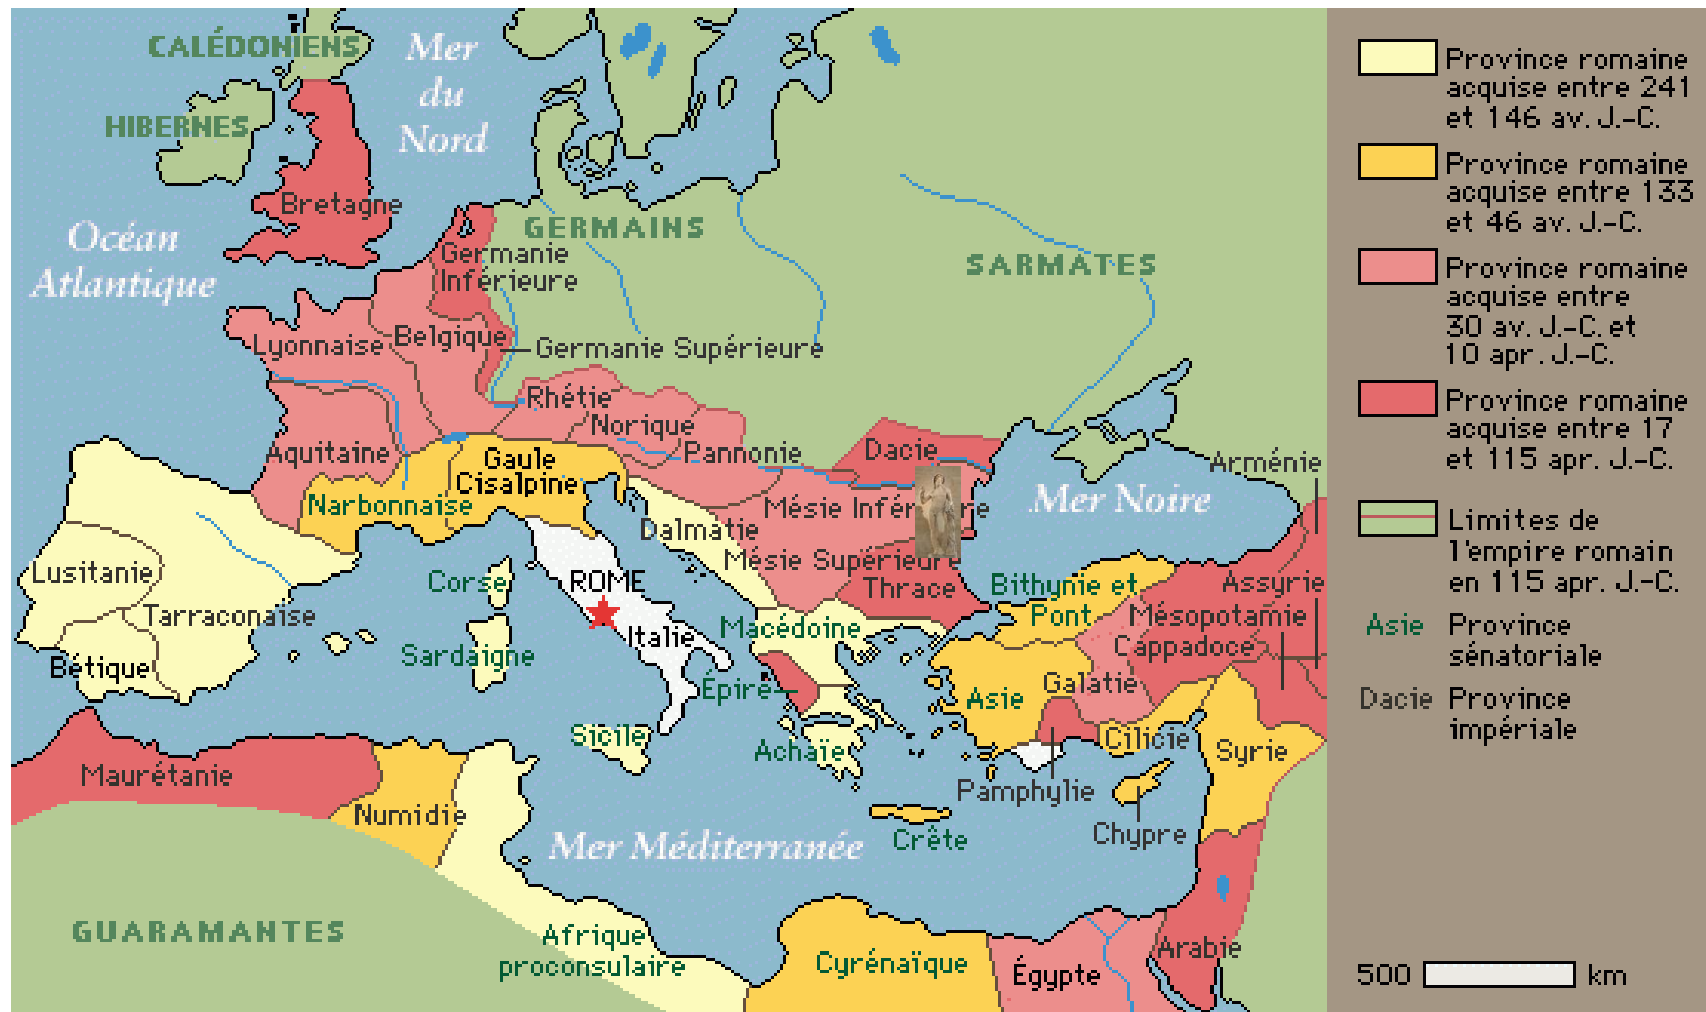 CALÉDONIENS
HIBERNES
Mer
du
Nord
Bretagne
Océan
Atlantique
GERMAINS
SARMATES
Germanie
Inférieure
Belgique
Lyonnaise
Germanie Supérieure
Rhétie
Norique
Pannonie
Dacie
Aquitaine
Gaule
Cisalpine
Narbonnaise
Dalmatie
Mésie Supérieure
Thrace
Mer Noire
Arménie
Lusitanie
Tarraconaise
Bétique
Corse
Sardaigne
ROME
Italie
Sicile
Macédoine
Épire
Achaïe
Bithynie et
Pont
Assyrie
Mésopotamie
Cappadoce
Galatie
Asie
Cilicie
Syrie
Pamphylie
Chypre
Crête
Maurétanie
Numidie
Mer Méditerranée
GUARAMANTES
Afrique
proconsulaire
Cyrénaïque
Égypte
Arabie
Province romaine
acquise entre 241
et 146 av. J.-C.
Province romaine
acquise entre 133
et 46 av. J.-C.
Province romaine
acquise entre
30 av. J.-C. et
10 apr. J.-C.
Province romaine
acquise entre 17
et 115 apr. J.-C.
Limites de
l'empire romain
en 115 apr. J.-C.
Asie Province
sénatoriale
Dacie Province
impériale
500 km